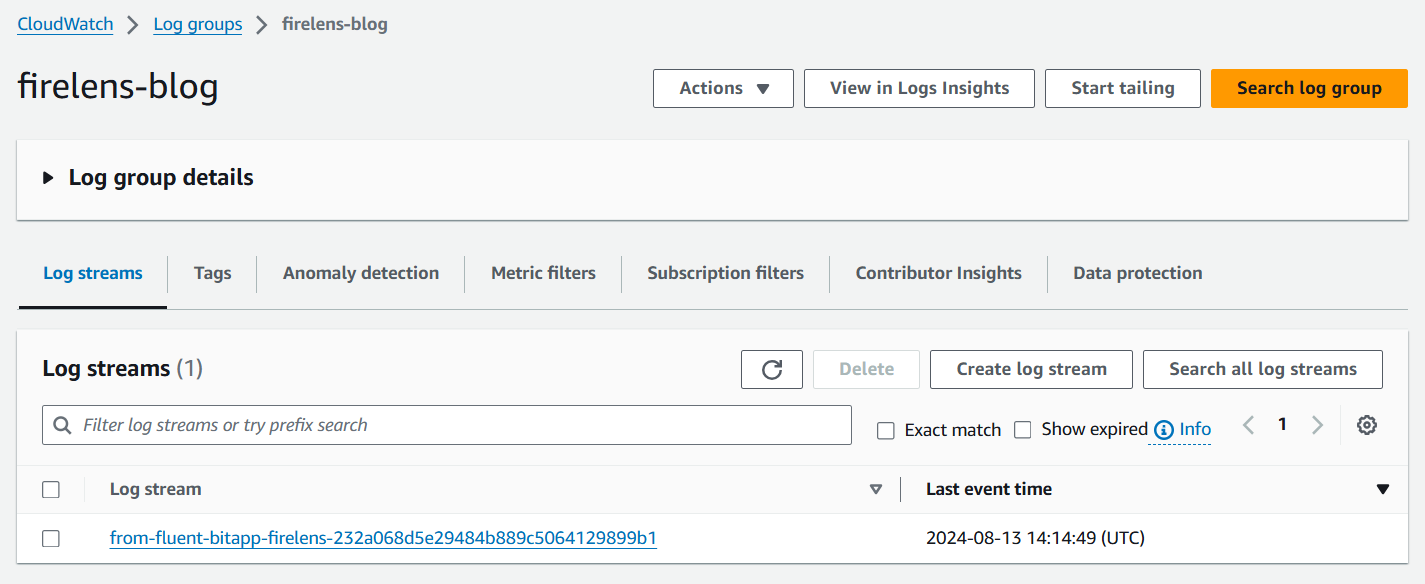 CloudWatch > Log groups > firelens-blog
firelens-blog
Actions ▼ View in Logs Insights Start tailing Search log group
Log group details
Log streams Tags Anomaly detection Metric filters Subscription filters Contributor Insights Data protection
Log streams (1)
Delete Create log stream Search all log streams
Filter log streams or try prefix search Exact match Show expired Info 1
Log stream Last event time
from-fluent-bitapp-firelens-232a068d5e29484b889c5064129899b1 2024-08-13 14:14:49 (UTC)